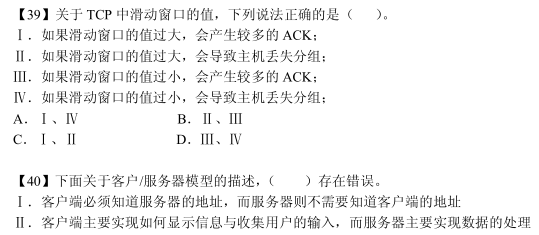 【39】关于 TCP 中滑动窗口的值，下列说法正确的是（ ）。
Ⅰ．如果滑动窗口的值过大，会产生较多的 ACK；
Ⅱ．如果滑动窗口的值过大，会导致主机丢失分组；
Ⅲ．如果滑动窗口的值过小，会产生较多的 ACK；
Ⅳ．如果滑动窗口的值过小，会导致主机丢失分组；
A．Ⅰ、Ⅳ B．Ⅱ、Ⅲ
C．Ⅰ、Ⅱ D．Ⅲ、Ⅳ
【40】下面关于客户/服务器模型的描述，（ ）存在错误。
Ⅰ．客户端必须知道服务器的地址，而服务器则不需要知道客户端的地址
Ⅱ．客户端主要实现如何显示信息与收集用户的输入，而服务器主要实现数据的处理